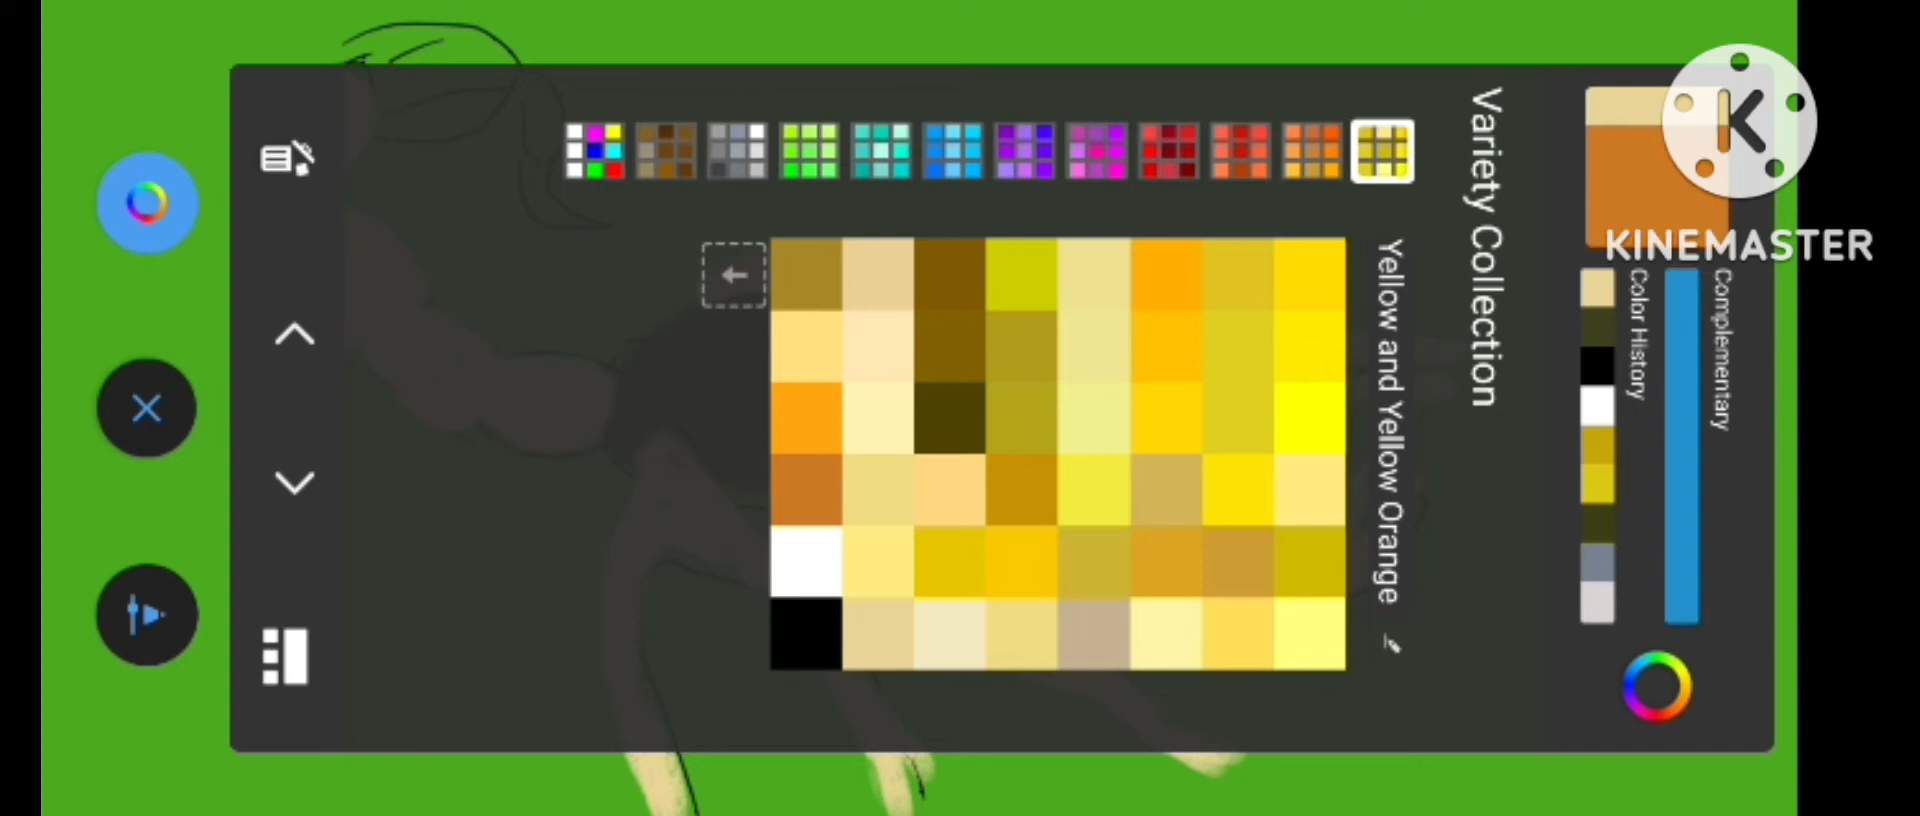 Variety Collection
Yellow and Yellow Orange
Complementary
Color History
K
KINEMASTER